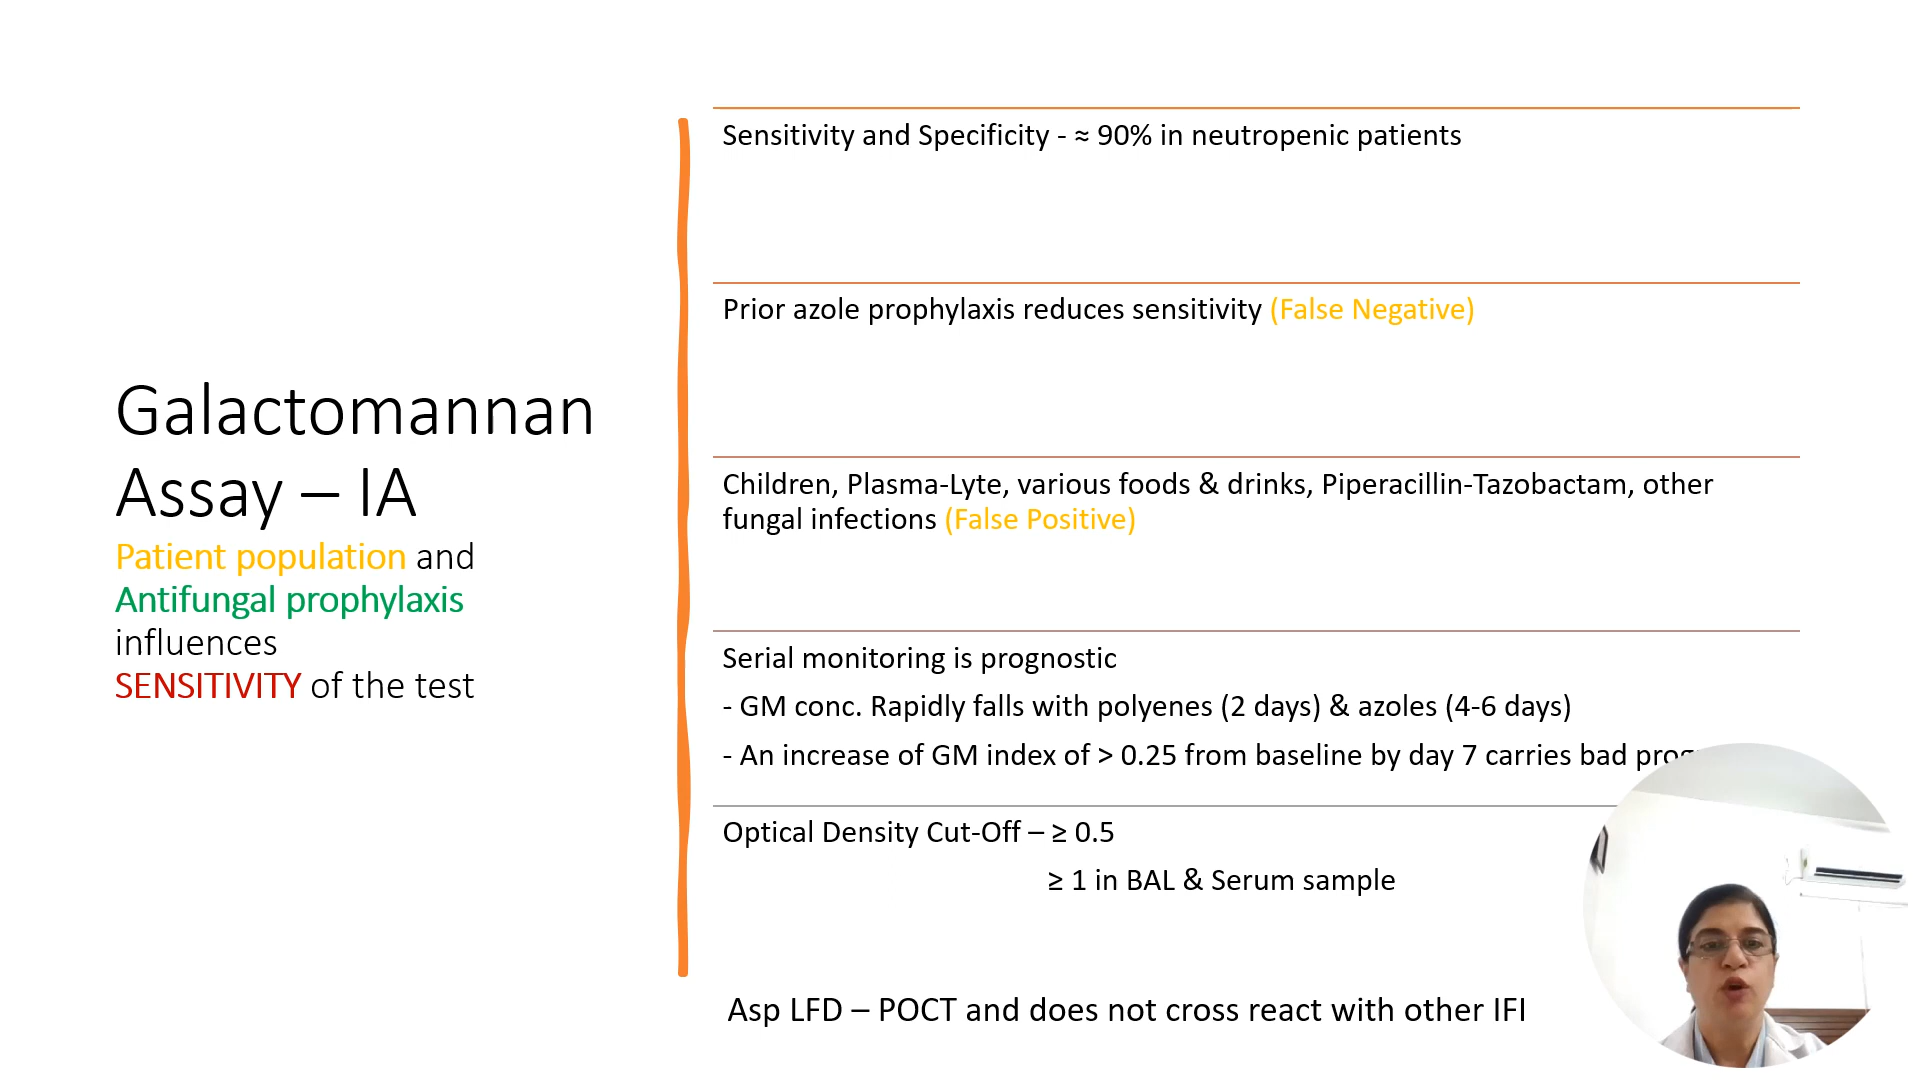 Galactomannan
Assay – IA
Patient population and
Antifungal prophylaxis
influences
SENSITIVITY of the test
Sensitivity and Specificity - ≈ 90% in neutropenic patients
Prior azole prophylaxis reduces sensitivity (False Negative)
Children, Plasma-Lyte, various foods & drinks, Piperacillin-Tazobactam, other
fungal infections (False Positive)
Serial monitoring is prognostic
- GM conc. Rapidly falls with polyenes (2 days) & azoles (4-6 days)
- An increase of GM index of > 0.25 from baseline by day 7 carries bad
Optical Density Cut-Off – ≥ 0.5
≥ 1 in BAL & Serum sample
Asp LFD – POCT and does not cross react with other IFI